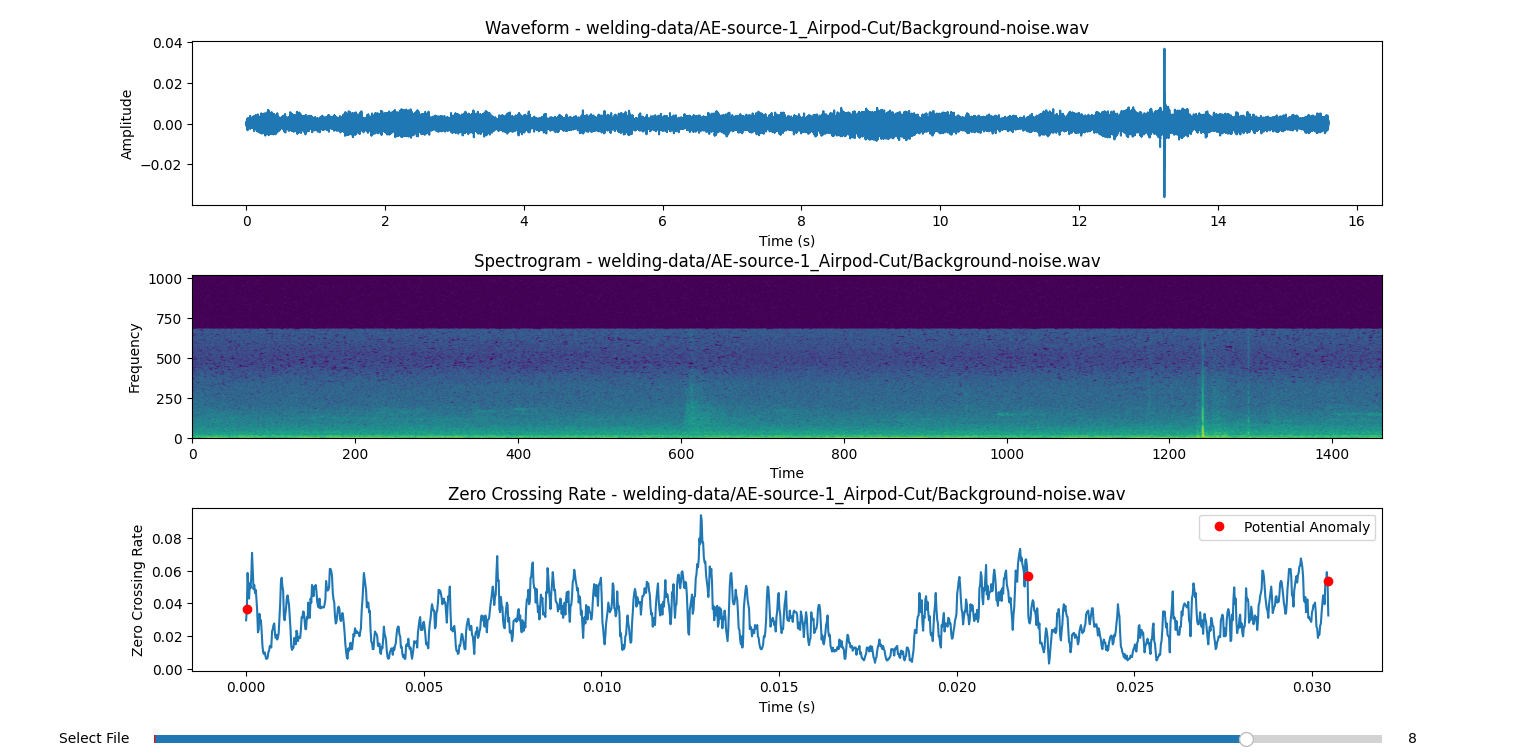 Waveform - welding-data/AE-source-1_Airpod-Cut/Background-noise.wav
0.04
0.02
0.00
−0.02
Amplitude
0 2 4 6 8 10 12 14 16
Time (s)
Spectrogram - welding-data/AE-source-1_Airpod-Cut/Background-noise.wav
1000
750
500
250
0
Frequency
0 200 400 600 800 1000 1200 1400
Time
Zero Crossing Rate - welding-data/AE-source-1_Airpod-Cut/Background-noise.wav
Potential Anomaly
0.08
0.06
0.04
0.02
0.00
Zero Crossing Rate
0.000 0.005 0.010 0.015 0.020 0.025 0.030
Time (s)
Select File 8